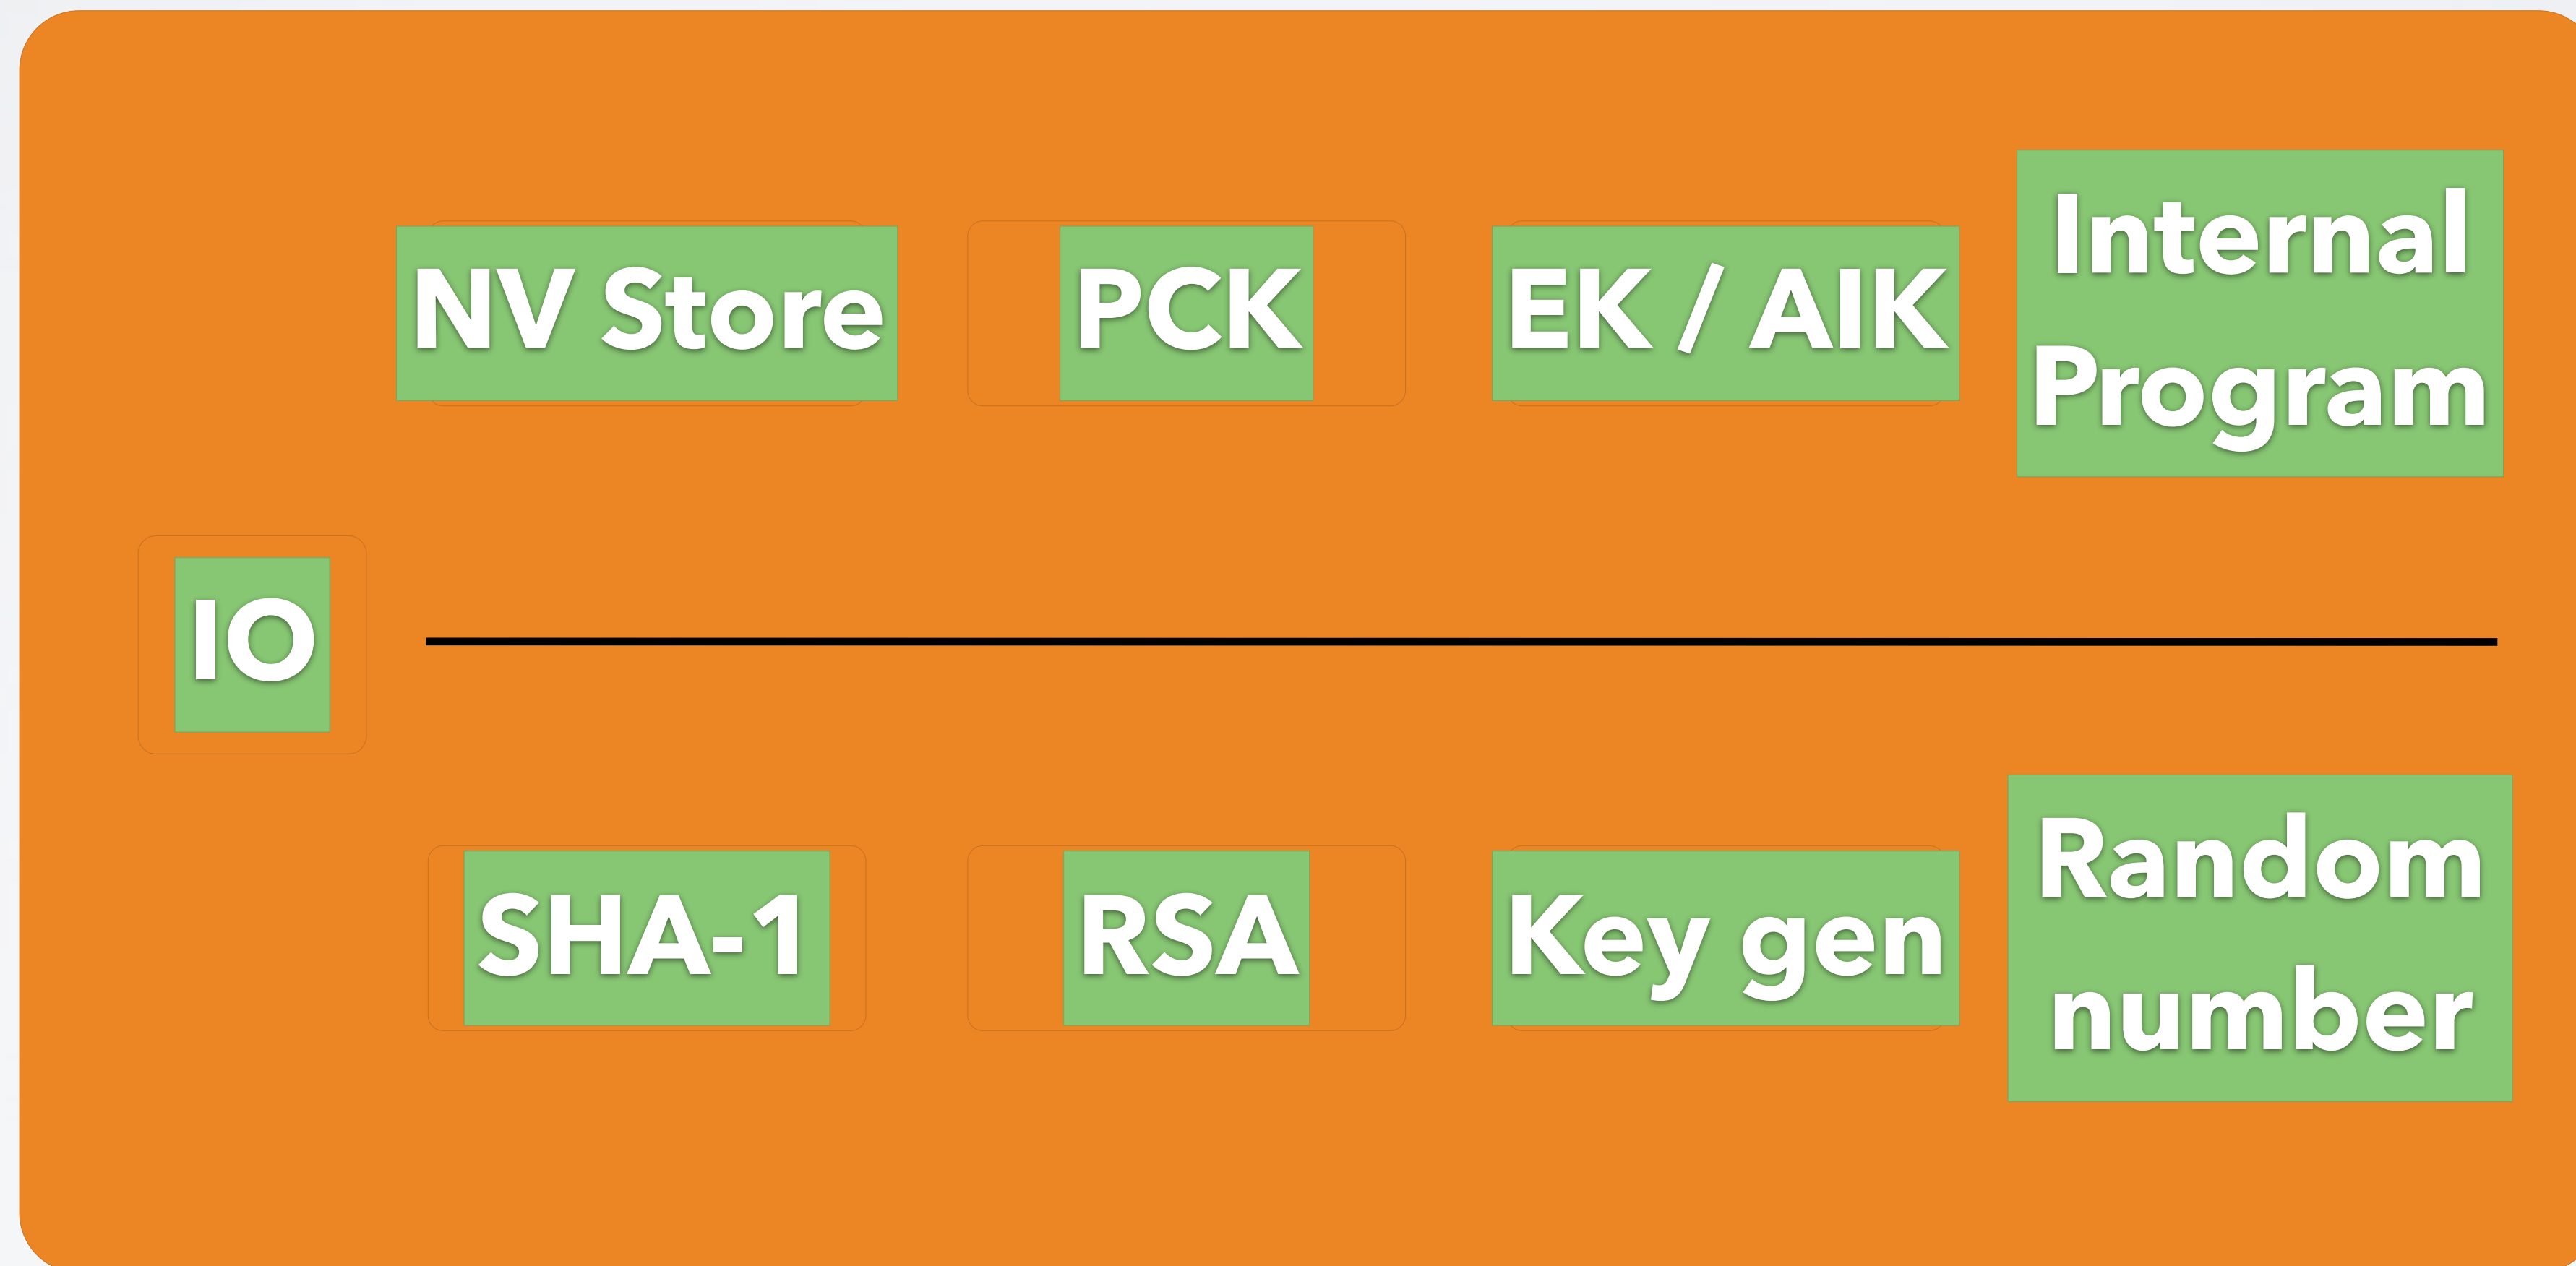 NV Store
PCK
EK / AIK
Internal
Program
IO
SHA-1
RSA
Key gen
Random
number